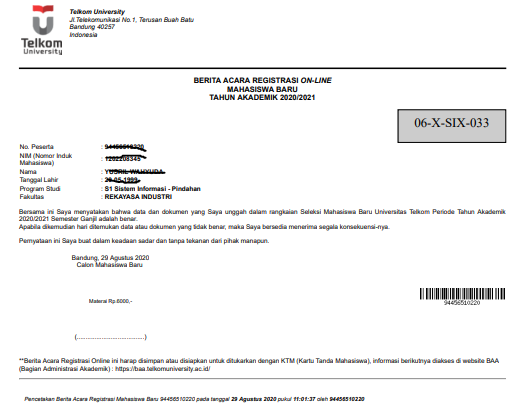 Telkom University
Jl.Telekomunikasi No.1, Terusan Buah Batu
Bandung 40257
Indonesia
Telkom
University
BERITA ACARA REGISTRASI ON-LINE
MAHASISWA BARU
TAHUN AKADEMIK 2020/2021
06-X-SIX-033
No. Peserta :
NIM (Nomor Induk Mahasiswa) :
Nama :
Tanggal Lahir :
Program Studi : S1 Sistem Informasi - Pindahan
Fakultas : REKAYASA INDUSTRI
Bersama ini Saya menyatakan bahwa data dan dokumen yang Saya unggah dalam rangkaian Seleksi Mahasiswa Baru Universitas Telkom Periode Tahun Akademik
2020/2021 Semester Ganjil adalah benar.
Apabila dikemudian hari ditemukan data atau dokumen yang tidak benar, maka Saya bersedia menerima segala konsekuensi-nya.
Pernyataan ini Saya buat dalam keadaan sadar dan tanpa tekanan dari pihak manapun.
Bandung, 29 Agustus 2020
Calon Mahasiswa Baru
Materai Rp.6000,-
94456510220
(..................................)
**Berita Acara Registrasi Online ini harap disimpan atau disiapkan untuk ditukarkan dengan KTM (Kartu Tanda Mahasiswa), informasi berikutnya diakses di website BAA
(Bagian Administrasi Akademik) : https://baa.telkomuniversity.ac.id/
Pencetakan Berita Acara Registrasi Mahasiswa Baru 94456510220 pada tanggal 29 Agustus 2020 pukul 11:01:37 oleh 94456510220